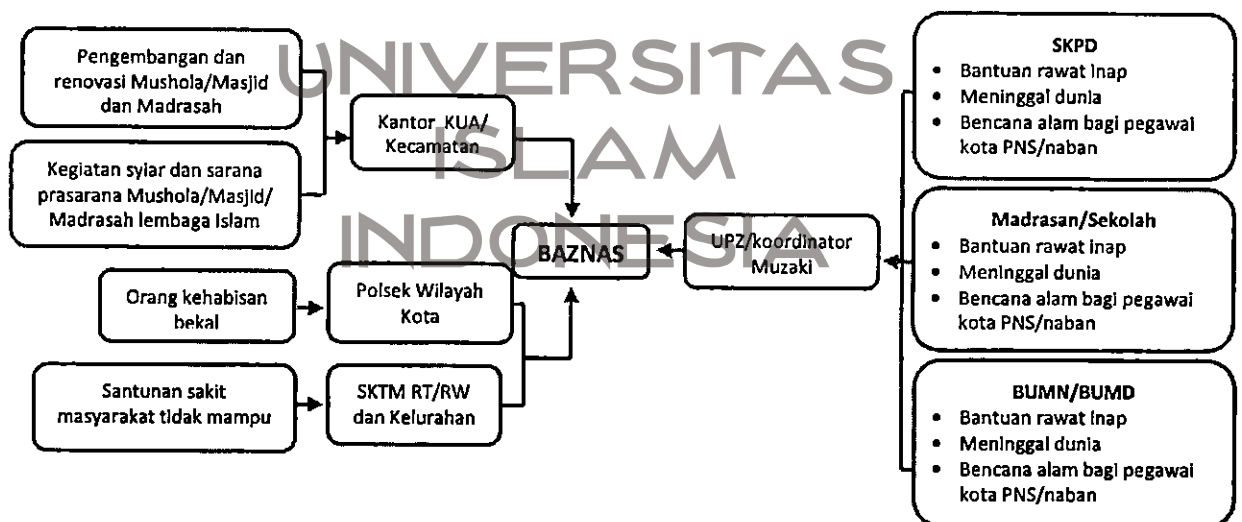 UNIVERSITAS
ISLAM
INDONESIA
Pengembangan dan
renovasi Mushola/Masjid
dan Madrasah
Kegiatan syiar dan sarana
prasarana Mushola/Masjid/
Madrasah lembaga Islam
Kantor KUA/
Kecamatan
Orang kehabisan
bekal
Polsek Wilayah
Kota
Santunan sakit
masyarakat tidak mampu
SKTM RT/RW
dan Kelurahan
BAZNAS
UPZ/koordinator
Muzaki
SKPD
• Bantuan rawat inap
• Meninggal dunia
• Bencana alam bagi pegawai
kota PNS/naban
Madrasan/Sekolah
• Bantuan rawat inap
• Meninggal dunia
• Bencana alam bagi pegawai
kota PNS/naban
BUMN/BUMD
• Bantuan rawat inap
• Meninggal dunia
• Bencana alam bagi pegawai
kota PNS/naban